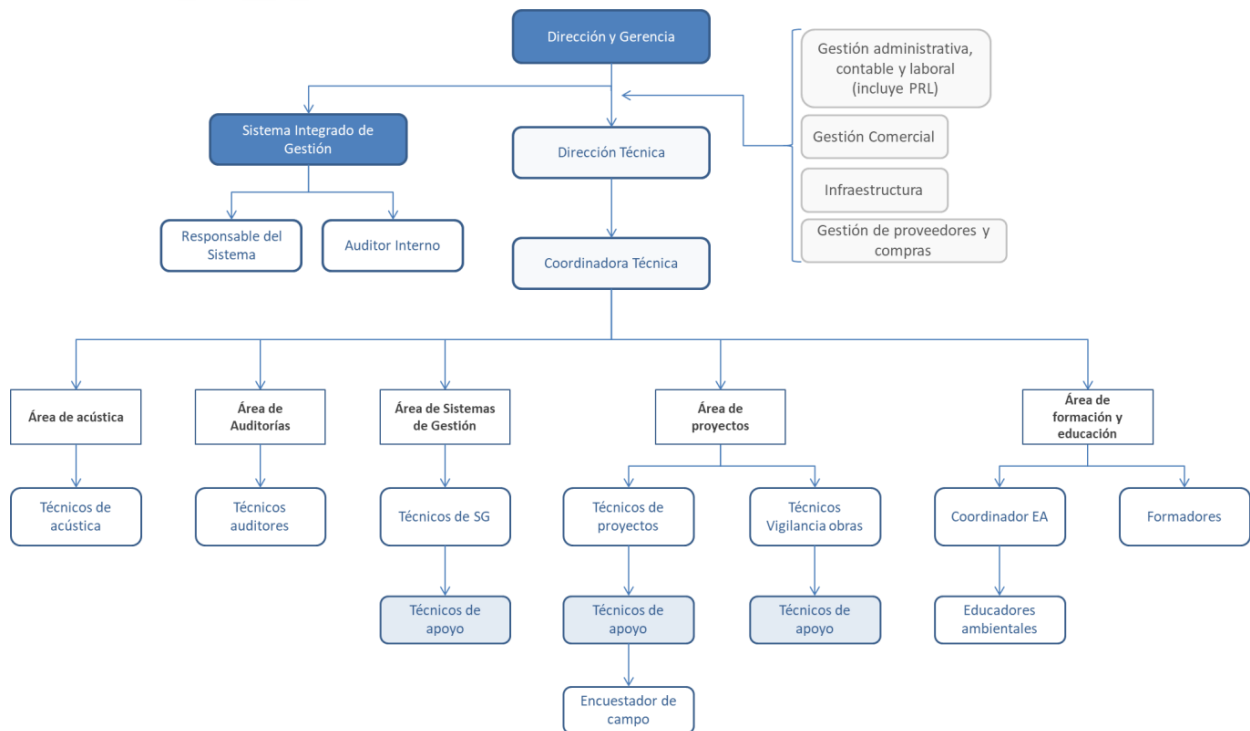 Dirección y Gerencia
Gestión administrativa,
contable y laboral
(incluye PRL)
Sistema Integrado de
Gestión
Gestión Comercial
Dirección Técnica
Infraestructura
Responsable del
Sistema
Auditor Interno
Gestión de proveedores y
compras
Coordinadora Técnica
Área de acústica
Área de
Auditorías
Área de Sistemas
de Gestión
Área de
proyectos
Área de
formación y
educación
Técnicos de
acústica
Técnicos
auditores
Técnicos de SG
Técnicos de
proyectos
Técnicos
Vigilancia obras
Coordinador EA
Formadores
Técnicos de
apoyo
Técnicos de
apoyo
Técnicos de
apoyo
Educadores
ambientales
Encuestador de
campo